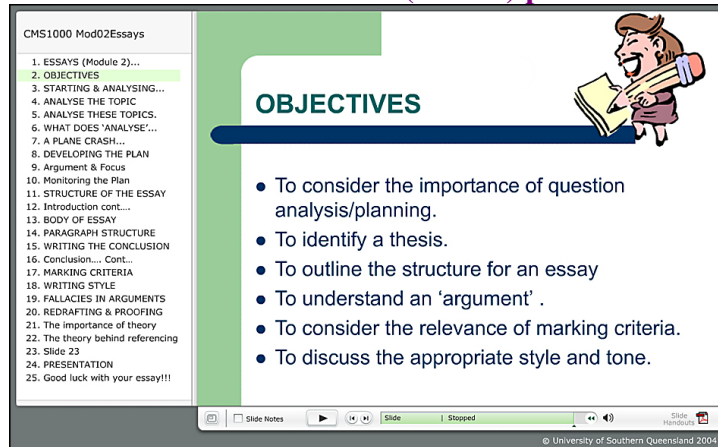 CMS1000 Mod02Essays
1. ESSAYS (Module 2)...
2. OBJECTIVES
3. STARTING & ANALYSING...
4. ANALYSE THE TOPIC
5. ANALYSE THESE TOPICS.
6. WHAT DOES 'ANALYSE'...
7. A PLANE CRASH...
8. DEVELOPING THE PLAN
9. Argument & Focus
10. Monitoring the Plan
11. STRUCTURE OF THE ESSAY
12. Introduction cont....
13. BODY OF ESSAY
14. PARAGRAPH STRUCTURE
15. WRITING THE CONCLUSION
16. Conclusion.... Cont...
17. MARKING CRITERIA
18. WRITING STYLE
19. FALLACIES IN ARGUMENTS
20. REDRAFTING & PROOFING
21. The importance of theory
22. The theory behind referencing
23. Slide 23
24. PRESENTATION
25. Good luck with your essay!!!
OBJECTIVES
• To consider the importance of question
analysis/planning.
• To identify a thesis.
• To outline the structure for an essay
• To understand an 'argument' .
• To consider the relevance of marking criteria.
• To discuss the appropriate style and tone.
Slide Notes
Slide | Stopped
Slide
Handouts
© University of Southern Queensland 2004